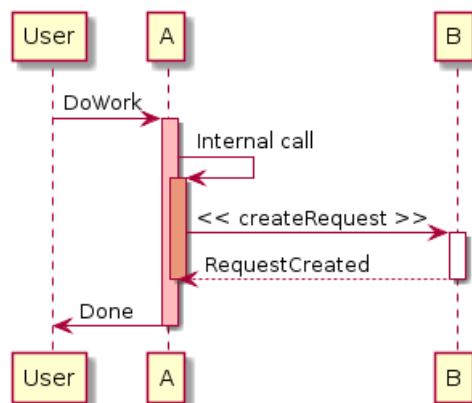 User A B
DoWork
Internal call
<< createRequest >>
RequestCreated
Done
User A B